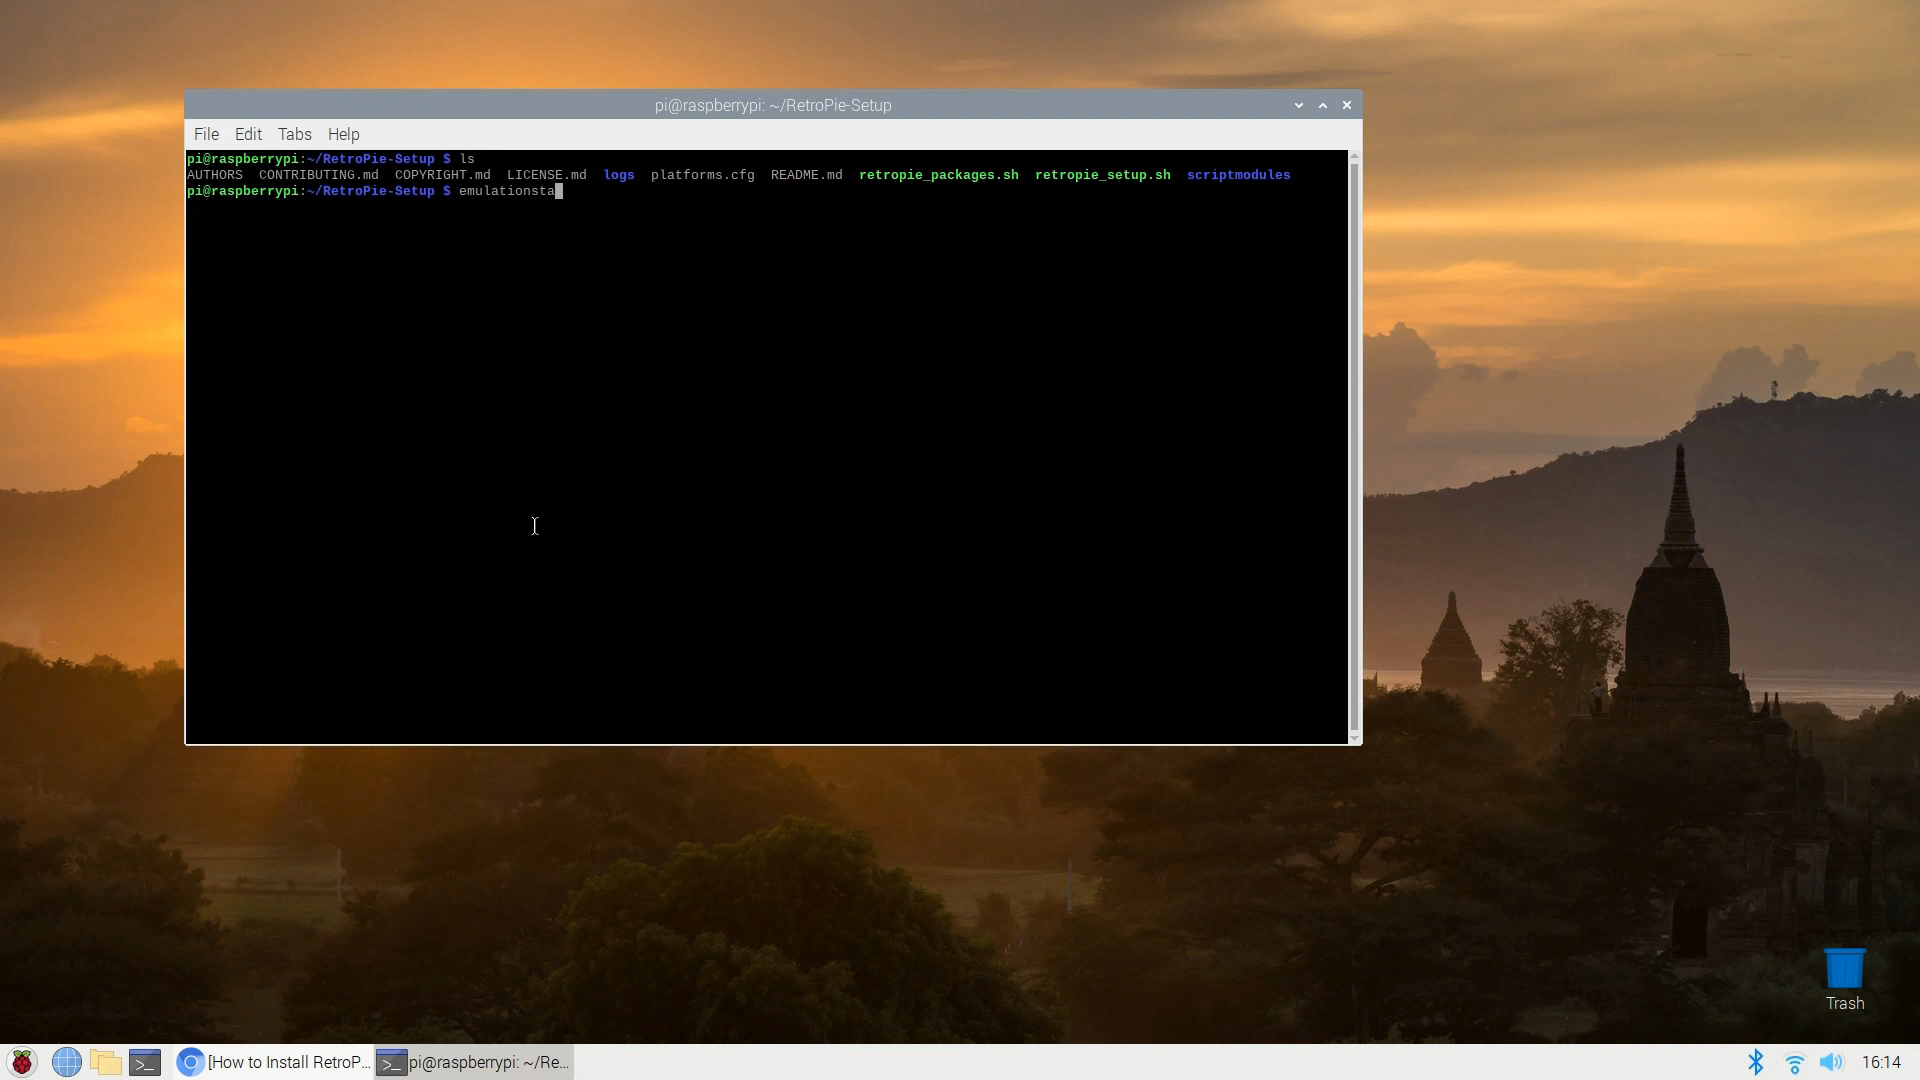 pi@raspberrypi: ~/RetroPie-Setup
File Edit Tabs Help
pi@raspberrypi:~/RetroPie-Setup $ ls
AUTHORS CONTRIBUTING.md COPYRIGHT.md LICENSE.md logs platforms.cfg README.md retropie_packages.sh retropie_setup.sh scriptmodules
pi@raspberrypi:~/RetroPie-Setup $ emulationsta
Trash
[How to Install RetroP... pi@raspberrypi: ~/Re... 16:14